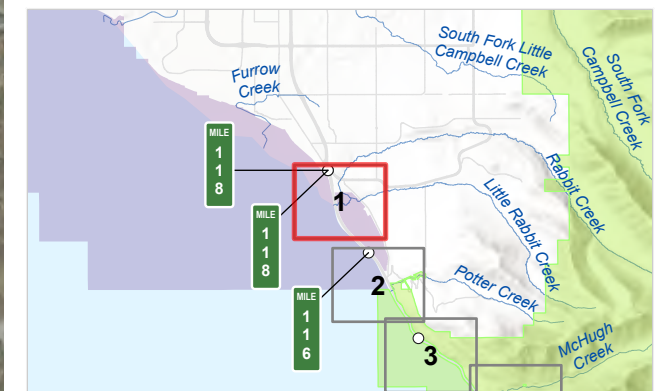 South Fork Little
Campbell Creek
South Fork
Campbell Creek
Furrow
Creek
MILE
1
1
8
Rabbit Creek
1
MILE
1
1
8
Little Rabbit Creek
2
Potter Creek
MILE
1
1
6
3
McHugh
Creek